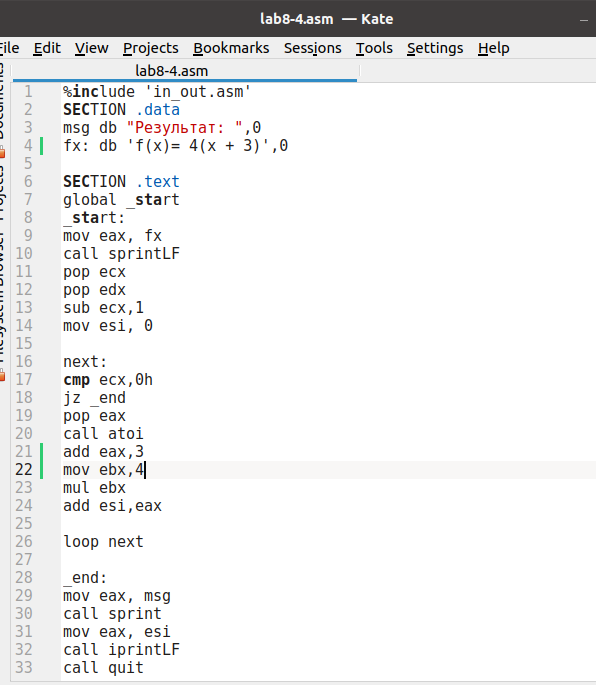 lab8-4.asm — Kate
File Edit View Projects Bookmarks Sessions Tools Settings Help
lab8-4.asm
Documents
Projects
Filesystem Browser
1 %include 'in_out.asm'
2 SECTION .data
3 msg db "Результат: ",0
4 fx: db 'f(x)= 4(x + 3)',0
5
6 SECTION .text
7 global _start
8 _start:
9 mov eax, fx
10 call sprintLF
11 pop ecx
12 pop edx
13 sub ecx,1
14 mov esi, 0
15
16 next:
17 cmp ecx,0h
18 jz _end
19 pop eax
20 call atoi
21 add eax,3
22 mov ebx,4
23 mul ebx
24 add esi,eax
25
26 loop next
27
28 _end:
29 mov eax, msg
30 call sprint
31 mov eax, esi
32 call iprintLF
33 call quit